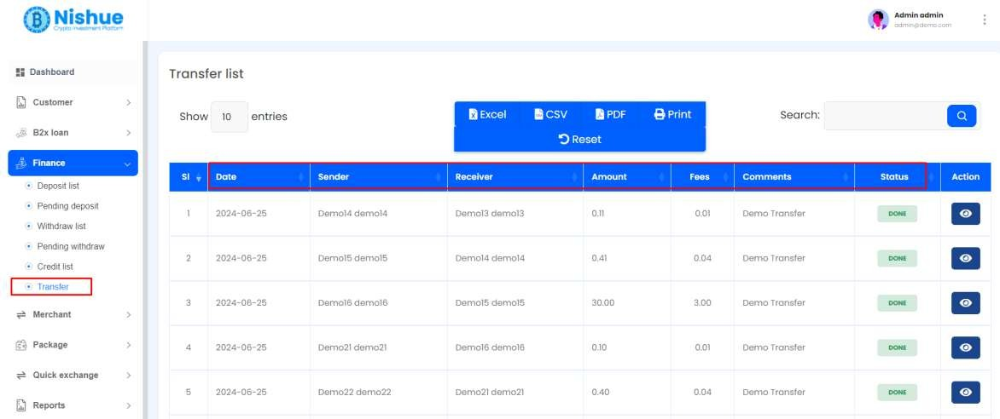 Nishue
Crypto Investment Platform
Admin admin
admin@demo.com
Dashboard
Customer
B2x loan
Finance
Deposit list
Pending deposit
Withdraw list
Pending withdraw
Credit list
Transfer
Merchant
Package
Quick exchange
Reports
Transfer list
Show 10 entries
Excel CSV PDF Print
Reset
Search:
Sl Date Sender Receiver Amount Fees Comments Status Action
1 2024-06-25 Demo14 demo14 Demo13 demo13 0.11 0.01 Demo Transfer DONE
2 2024-06-25 Demo15 demo15 Demo14 demo14 0.41 0.04 Demo Transfer DONE
3 2024-06-25 Demo16 demo16 Demo15 demo15 30.00 3.00 Demo Transfer DONE
4 2024-06-25 Demo21 demo21 Demo16 demo16 0.10 0.01 Demo Transfer DONE
5 2024-06-25 Demo22 demo22 Demo21 demo21 0.40 0.04 Demo Transfer DONE